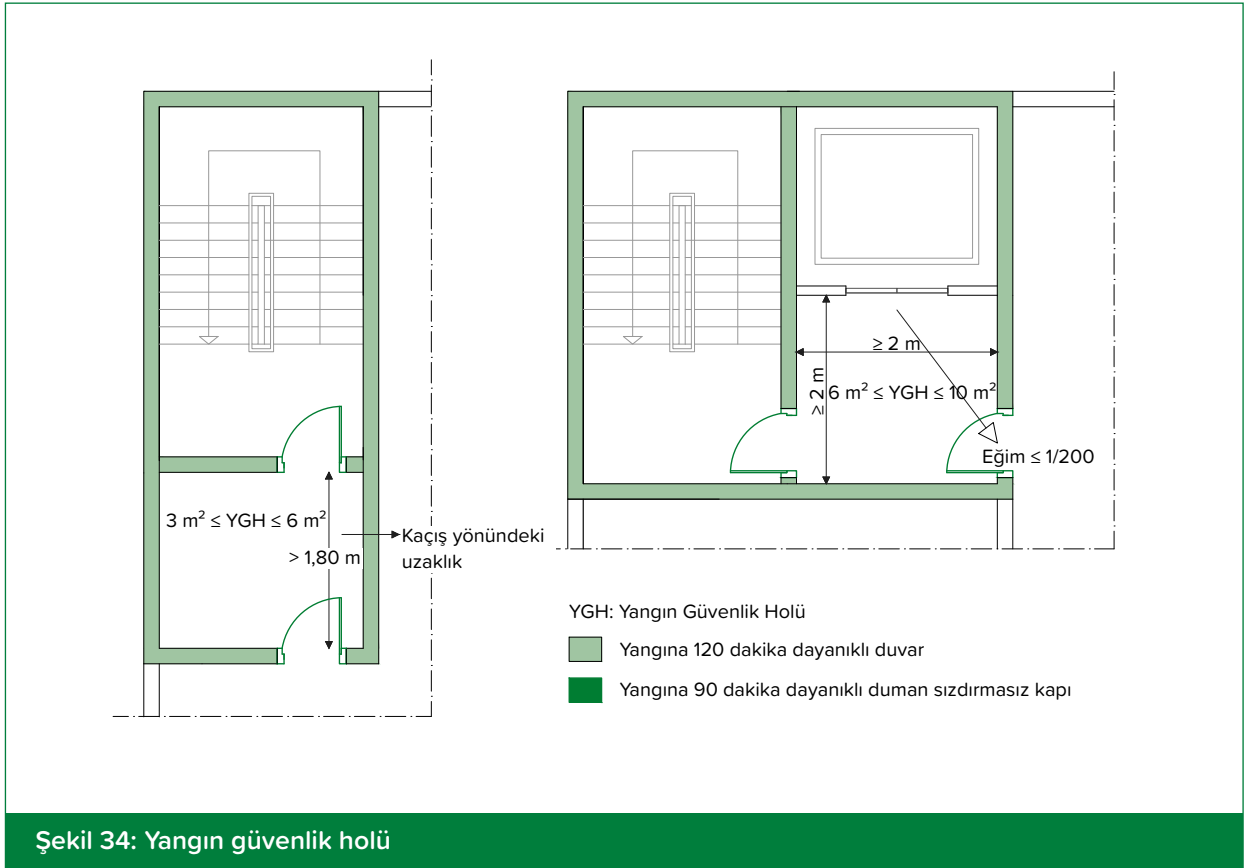 3 m² ≤ YGH ≤ 6 m²
> 1,80 m
Kaçış yönündeki
uzaklık
≥ 2 m
≥ 2 m
6 m² ≤ YGH ≤ 10 m²
Eğim ≤ 1/200
YGH: Yangın Güvenlik Holü
Yangına 120 dakika dayanıklı duvar
Yangına 90 dakika dayanıklı duman sızdırmasız kapı
Şekil 34: Yangın güvenlik holü